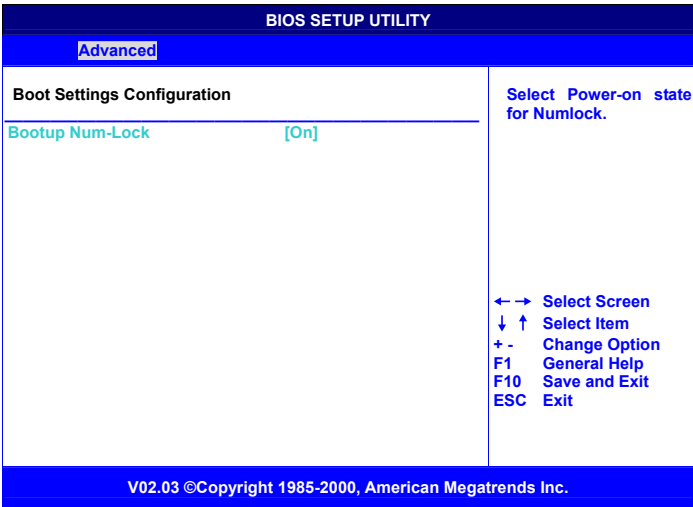 BIOS SETUP UTILITY
Advanced
Boot Settings Configuration
Bootup Num-Lock [On]
Select Power-on state
for Numlock.
←→ Select Screen
↓ ↑ Select Item
+ - Change Option
F1 General Help
F10 Save and Exit
ESC Exit
V02.03 ©Copyright 1985-2000, American Megatrends Inc.